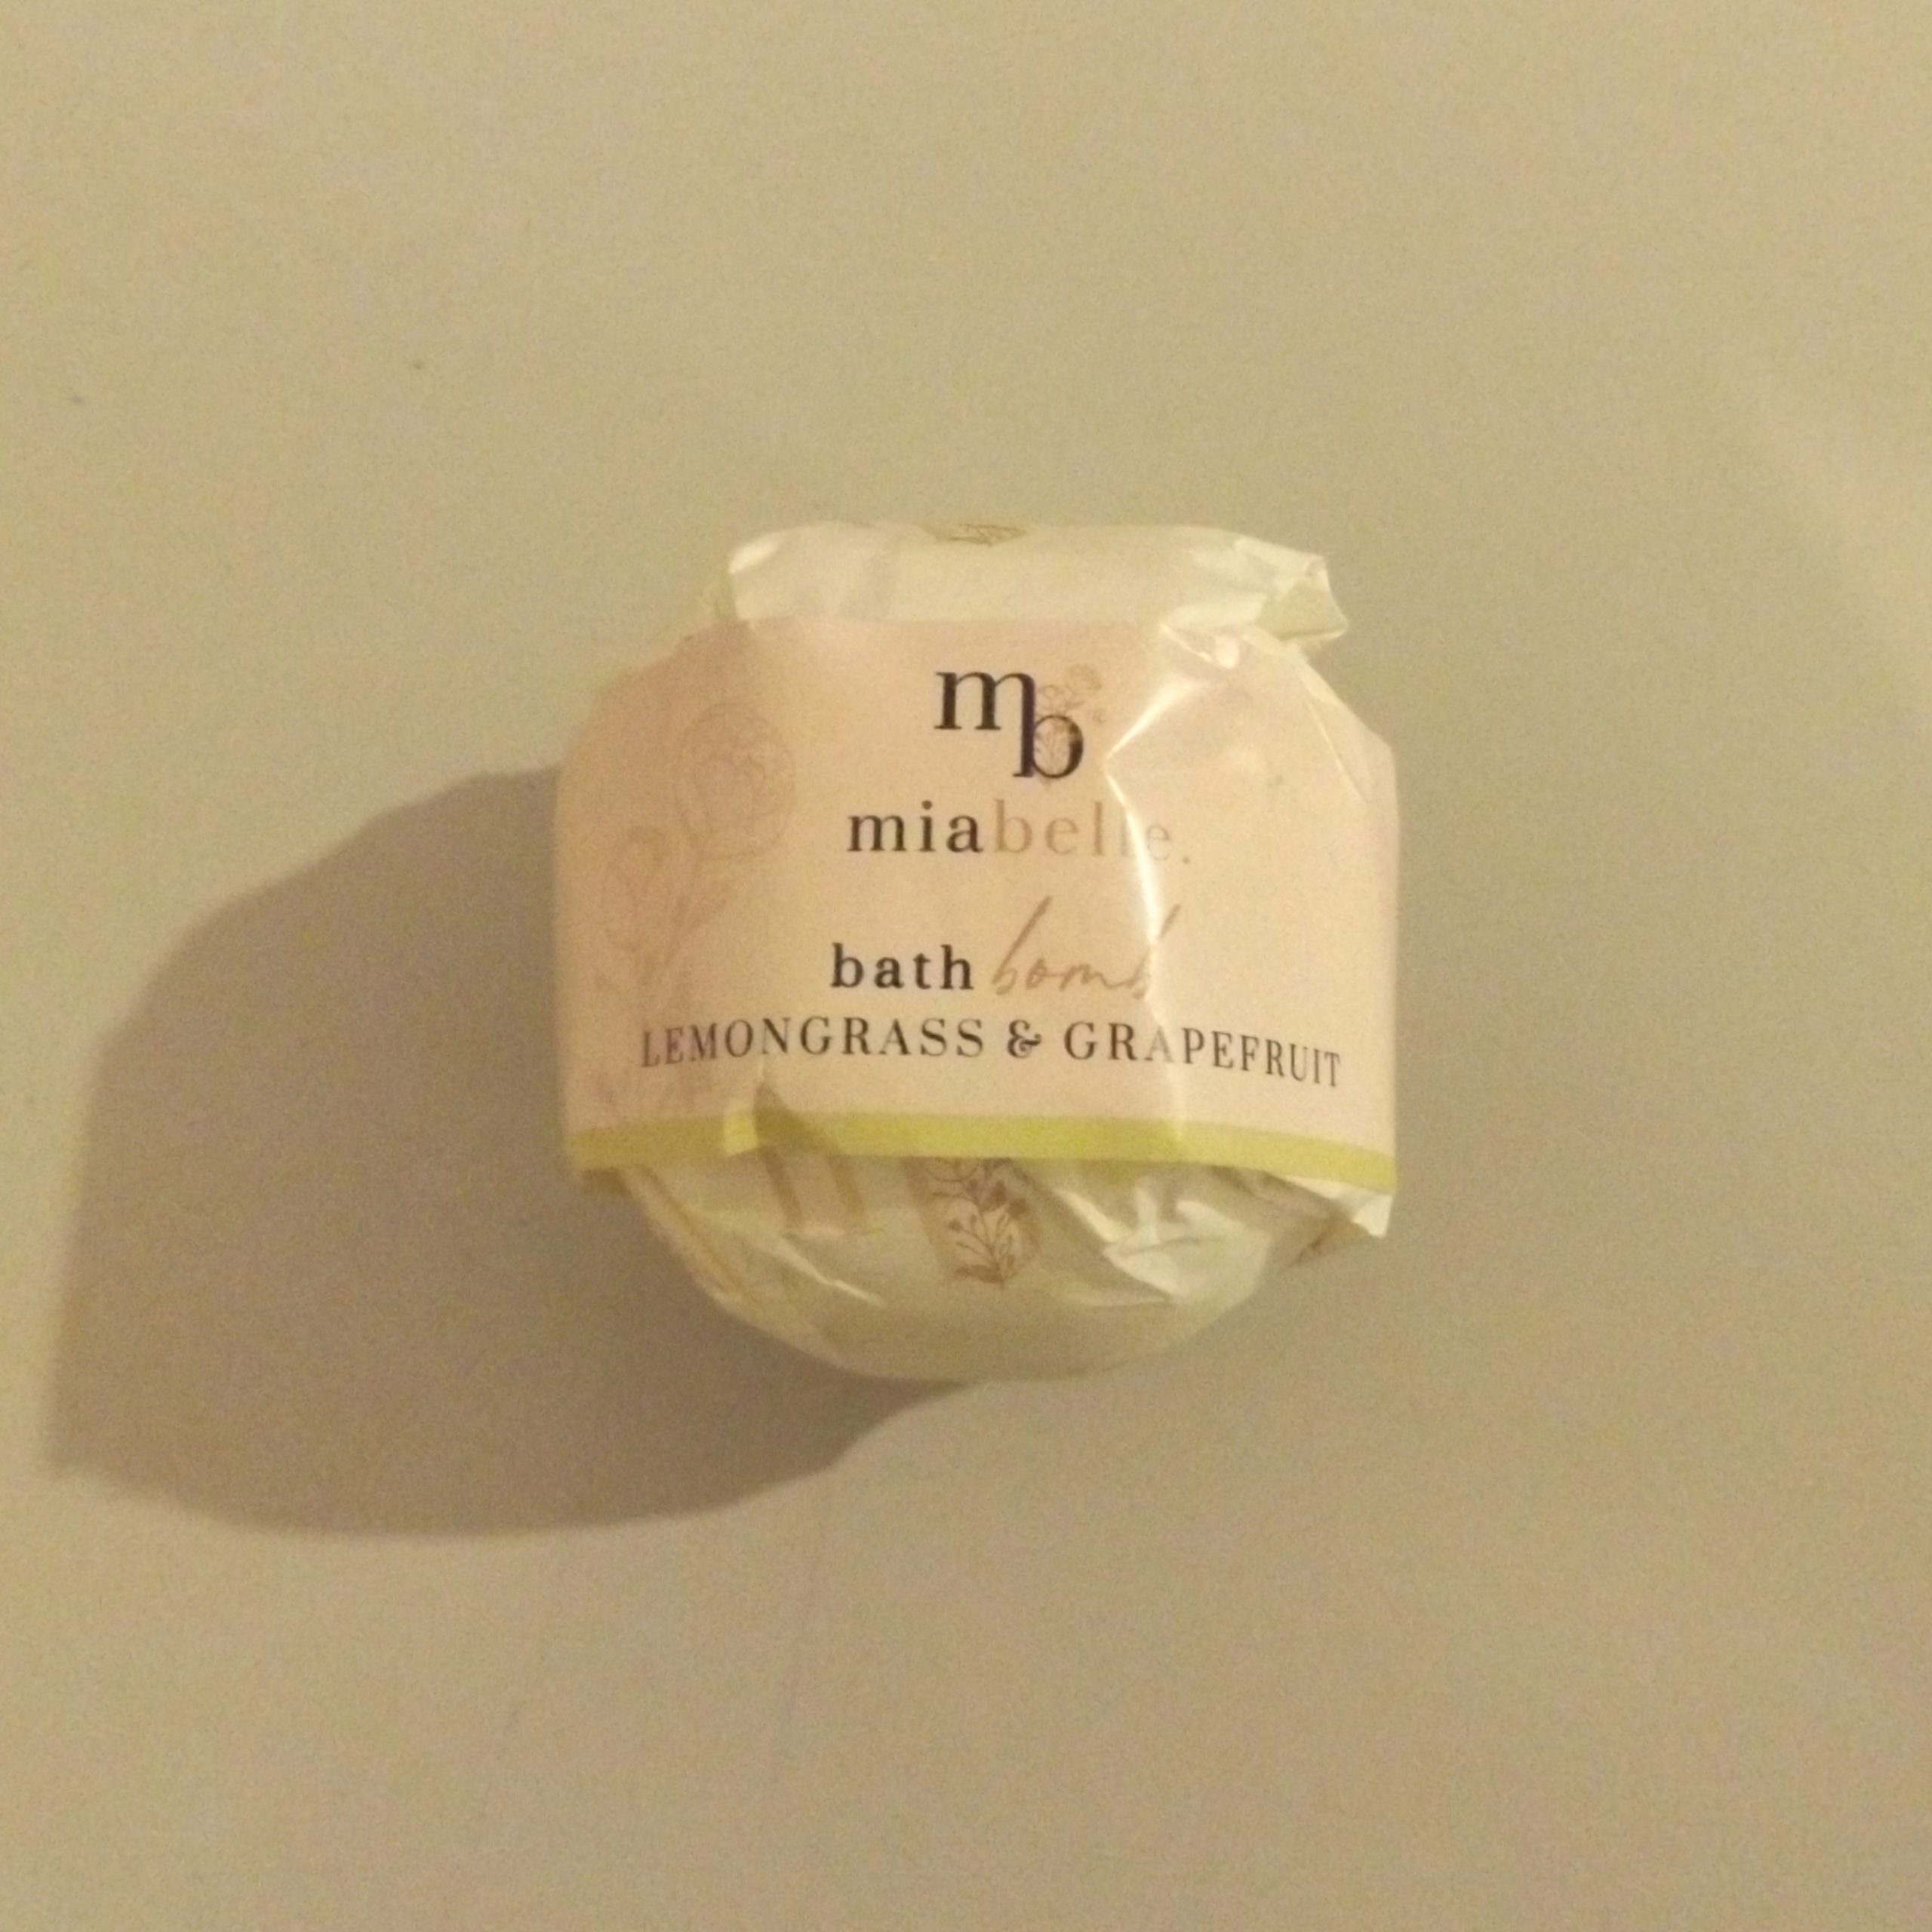 mb
miabelle.
bath bomb
LEMONGRASS & GRAPEFRUIT